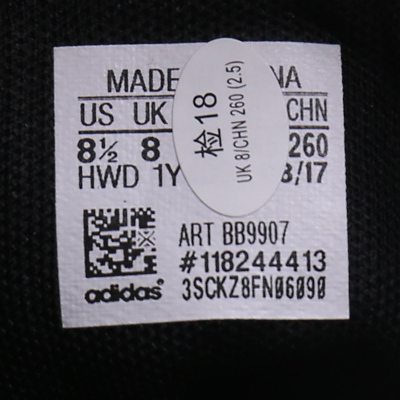 MADE NA
US UK CHN
8½ 8 260
HWD 1Y 3/17
检18
UK 8/CHN 260 (2.5)
ART BB9907
#118244413
adidas 3SCKZ8FN06090